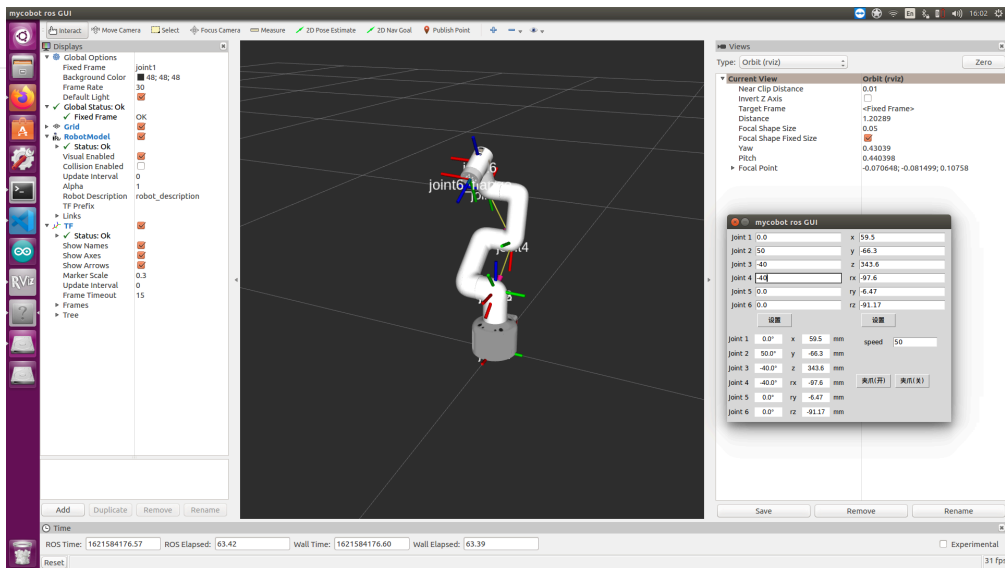 mycobot ros GUI
En 16:02
Interact Move Camera Select Focus Camera Measure 2D Pose Estimate 2D Nav Goal Publish Point
Displays
Global Options
Fixed Frame joint1
Background Color 48; 48; 48
Frame Rate 30
Default Light
Global Status: Ok
Fixed Frame OK
Grid
RobotModel
Status: Ok
Visual Enabled
Collision Enabled
Update Interval 0
Alpha 1
Robot Description robot_description
TF Prefix
Links
TF
Status: Ok
Show Names
Show Axes
Show Arrows
Marker Scale 0.3
Update Interval 0
Frame Timeout 15
Frames
Tree
Add Duplicate Remove Rename
RViz
Views
Type: Orbit (rviz) Zero
Current View Orbit (rviz)
Near Clip Distance 0.01
Invert Z Axis
Target Frame <Fixed Frame>
Distance 1.20289
Focal Shape Size 0.05
Focal Shape Fixed Size
Yaw 0.43039
Pitch 0.440398
Focal Point -0.070648; -0.081499; 0.10758
mycobot ros GUI
Joint 1 0.0 x 59.5
Joint 2 50 y -66.3
Joint 3 -40 z 343.6
Joint 4 -40 rx -97.6
Joint 5 0.0 ry -6.47
Joint 6 0.0 rz -91.17
设置 设置
Joint 1 0.0° x 59.5 mm speed 50
Joint 2 50.0° y -66.3 mm
Joint 3 -40.0° z 343.6 mm
Joint 4 -40.0° rx -97.6 mm 夹爪(开) 夹爪(关)
Joint 5 0.0° ry -6.47 mm
Joint 6 0.0° rz -91.17 mm
Save Remove Rename
Time
ROS Time: 1621584176.57 ROS Elapsed: 63.42 Wall Time: 1621584176.60 Wall Elapsed: 63.39 Experimental
Reset 31 fps